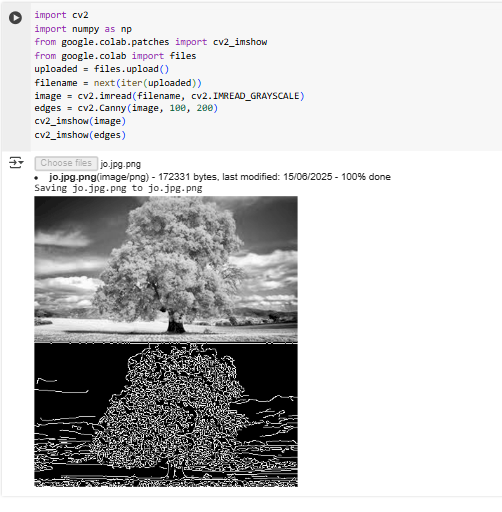 import cv2
import numpy as np
from google.colab.patches import cv2_imshow
from google.colab import files
uploaded = files.upload()
filename = next(iter(uploaded))
image = cv2.imread(filename, cv2.IMREAD_GRAYSCALE)
edges = cv2.Canny(image, 100, 200)
cv2_imshow(image)
cv2_imshow(edges)
Choose files jo.jpg.png
• jo.jpg.png(image/png) - 172331 bytes, last modified: 15/06/2025 - 100% done
Saving jo.jpg.png to jo.jpg.png